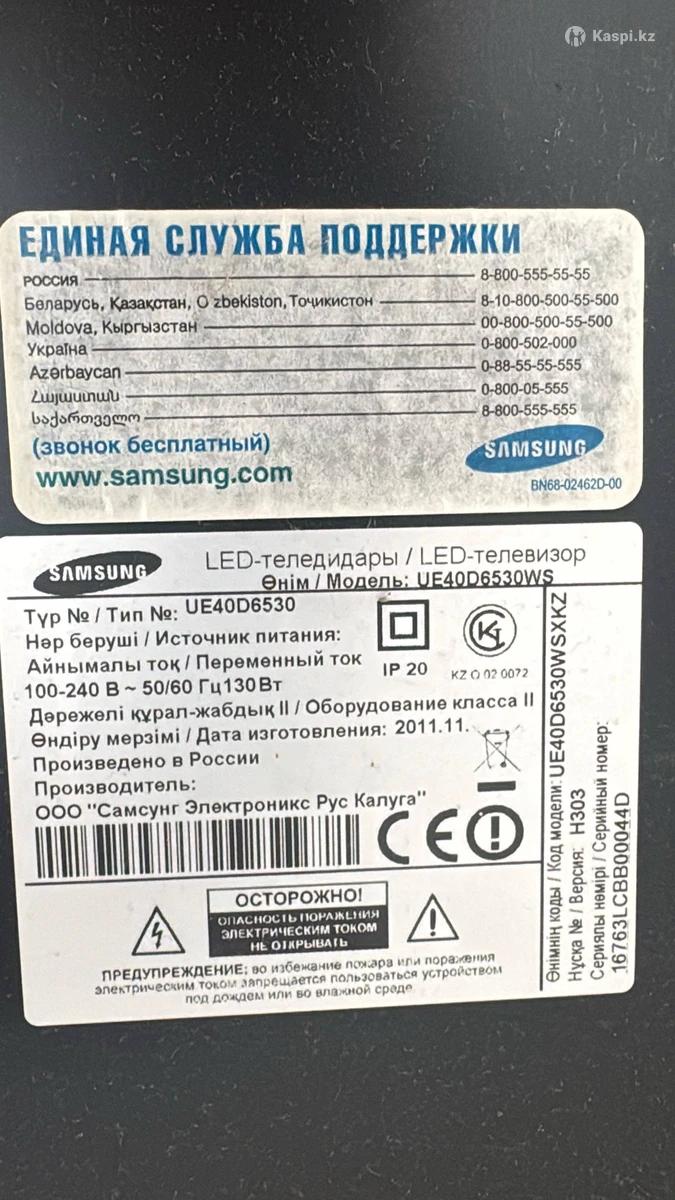 Kaspi.kz
ЕДИНАЯ СЛУЖБА ПОДДЕРЖКИ
РОССИЯ 8-800-555-55-55
Беларусь, Қазақстан, O zbekiston, Тоҷикистон 8-10-800-500-55-500
Moldova, Кыргызстан 00-800-500-55-500
Україна 0-800-502-000
Azərbaycan 0-88-55-55-555
Հայաստան 0-800-05-555
საქართველო 8-800-555-555
(звонок бесплатный)
www.samsung.com
SAMSUNG
BN68-02462D-00
SAMSUNG
LED-теледидары / LED-телевизор
Өнім / Модель: UE40D6530WS
Түр № / Тип №: UE40D6530
Нәр беруші / Источник питания:
Айнымалы ток / Переменный ток
100-240 В ~ 50/60 Гц 130 Вт
IP 20
KZ O 02 0072
Дәрежелі құрал-жабдық II / Оборудование класса II
Өндіру мерзімі / Дата изготовления: 2011.11.
Произведено в России
Производитель:
ООО "Самсунг Электроникс Рус Калуга"
CE
ОСТОРОЖНО!
ОПАСНОСТЬ ПОРАЖЕНИЯ
ЭЛЕКТРИЧЕСКИМ ТОКОМ
НЕ ОТКРЫВАТЬ
ПРЕДУПРЕЖДЕНИЕ: во избежание пожара или поражения
электрическим током запрещается пользоваться устройством
под дождем или во влажной среде
Өнімнің коды / Код модели: UE40D6530WSXKZ
Нұсқа № / Версия: H303
Сериялы нөмірі / Серийный номер:
16763LCBB00044D